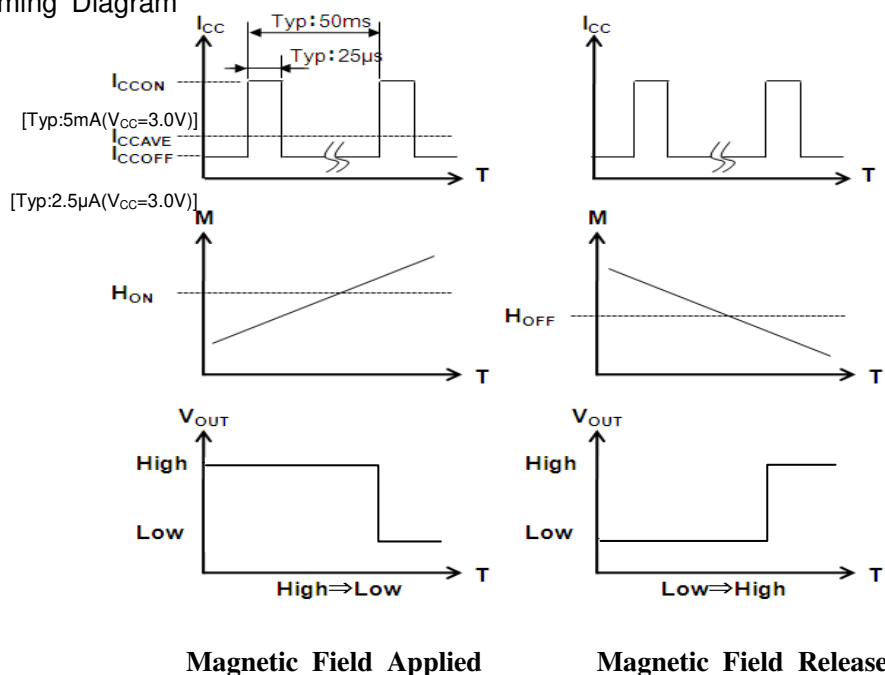 ming Diagram
ICC
Typ:50ms
Typ:25μs
ICCON
[Typ:5mA(VCC=3.0V)]
ICCAVE
ICCOFF
T
[Typ:2.5μA(VCC=3.0V)]
ICC
T
M
HON
T
M
HOFF
T
VOUT
High
Low
T
High⇒Low
VOUT
High
Low
T
Low⇒High
Magnetic Field Applied
Magnetic Field Release